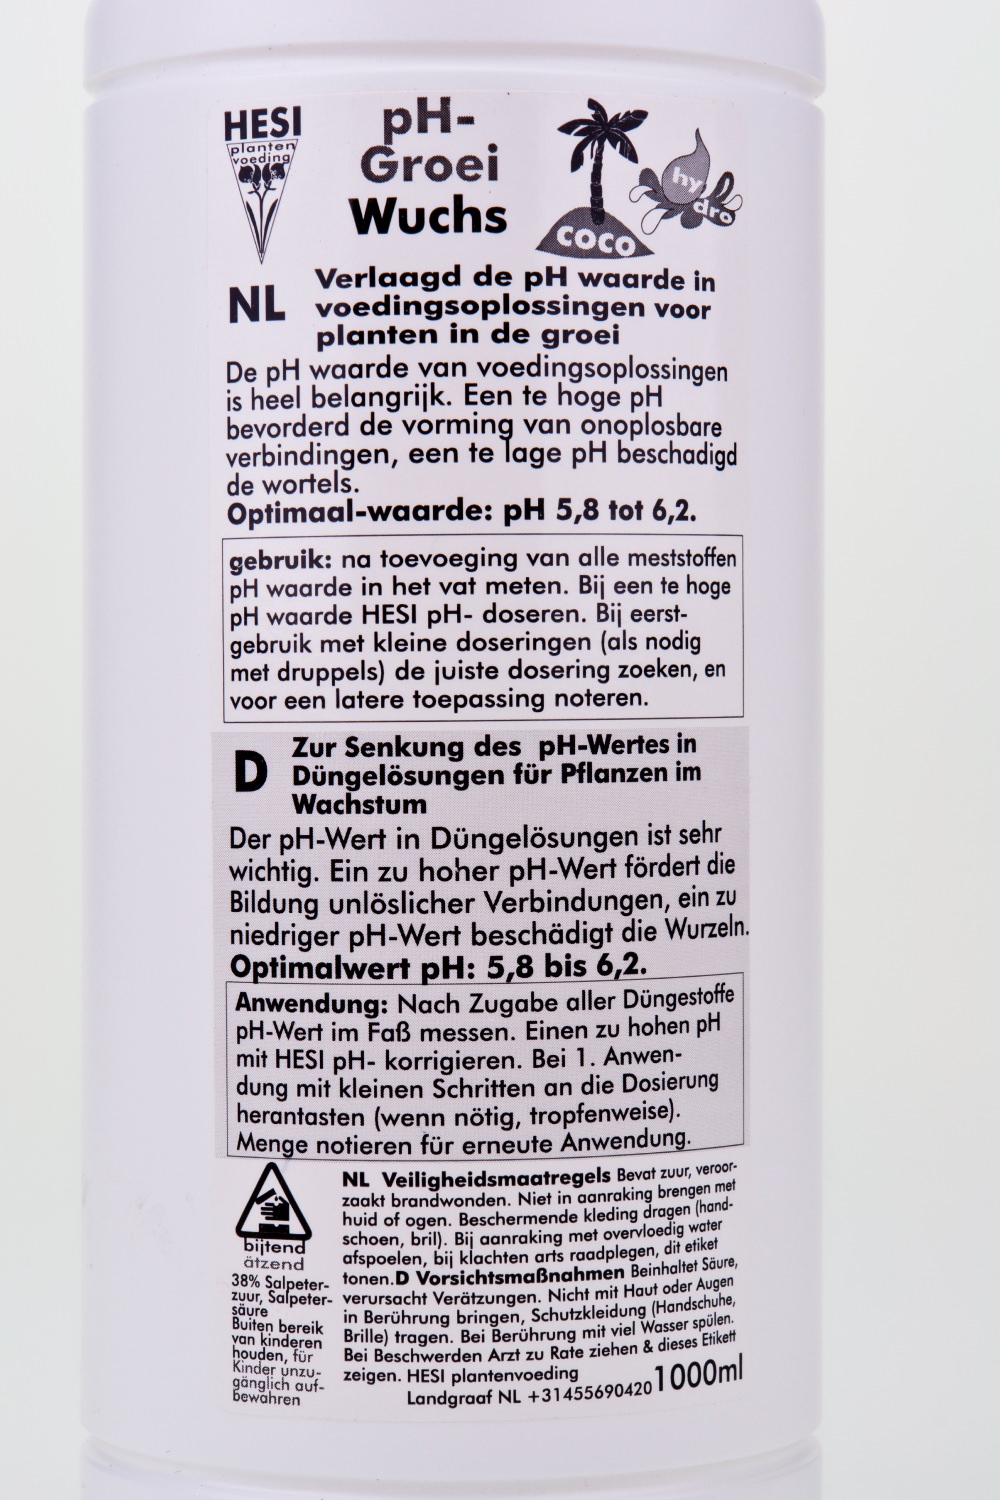 HESI
planten
voeding
pH-
Groei
Wuchs
coco
hy
dro
NL
Verlaagd de pH waarde in
voedingsoplossingen voor
planten in de groei
De pH waarde van voedingsoplossingen
is heel belangrijk. Een te hoge pH
bevorderd de vorming van onoplosbare
verbindingen, een te lage pH beschadigd
de wortels.
Optimaal-waarde: pH 5,8 tot 6,2.
gebruik: na toevoeging van alle meststoffen
pH waarde in het vat meten. Bij een te hoge
pH waarde HESI pH- doseren. Bij eerst-
gebruik met kleine doseringen (als nodig
met druppels) de juiste dosering zoeken, en
voor een latere toepassing noteren.
D
Zur Senkung des pH-Wertes in
Düngelösungen für Pflanzen im
Wachstum
Der pH-Wert in Düngelösungen ist sehr
wichtig. Ein zu hoher pH-Wert fördert die
Bildung unlöslicher Verbindungen, ein zu
niedriger pH-Wert beschädigt die Wurzeln.
Optimalwert pH: 5,8 bis 6,2.
Anwendung: Nach Zugabe aller Düngestoffe
pH-Wert im Faß messen. Einen zu hohen pH
mit HESI pH- korrigieren. Bei 1. Anwen-
dung mit kleinen Schritten an die Dosierung
herantasten (wenn nötig, tropfenweise).
Menge notieren für erneute Anwendung.
bijtend
ätzend
38% Salpeter-
zuur, Salpeter-
säure
Buiten bereik
van kinderen
houden, für
Kinder unzu-
gänglich auf-
bewahren
NL Veiligheidsmaatregels Bevat zuur, veroor-
zaakt brandwonden. Niet in aanraking brengen met
huid of ogen. Beschermende kleding dragen (hand-
schoen, bril). Bij aanraking met overvloedig water
afspoelen, bij klachten arts raadplegen, dit etiket
tonen.D Vorsichtsmaßnahmen Beinhaltet Säure,
verursacht Verätzungen. Nicht mit Haut oder Augen
in Berührung bringen, Schutzkleidung (Handschuhe,
Brille) tragen. Bei Berührung mit viel Wasser spülen.
Bei Beschwerden Arzt zu Rate ziehen & dieses Etikett
zeigen. HESI plantenvoeding
Landgraaf NL +31455690420
1000ml